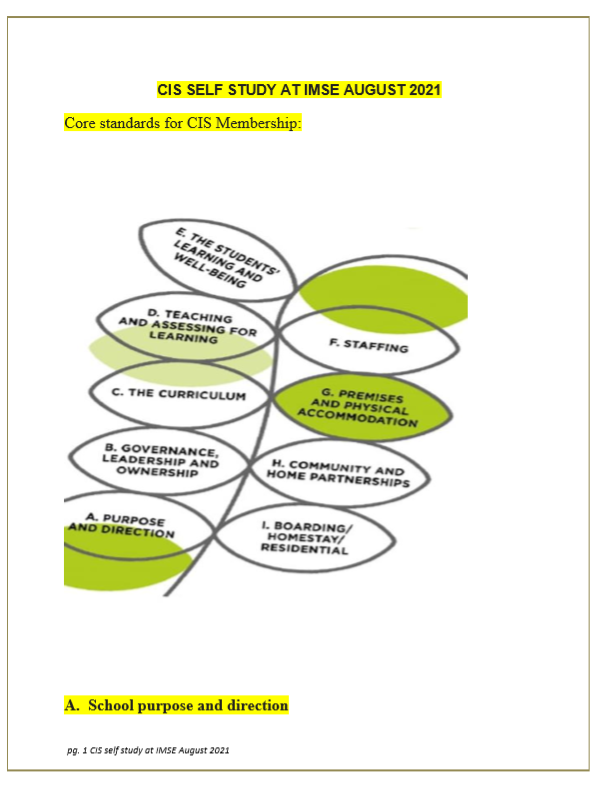 CIS SELF STUDY AT IMSE AUGUST 2021
Core standards for CIS Membership:
E. THE STUDENTS'
LEARNING AND
WELL-BEING
D. TEACHING
AND ASSESSING FOR
LEARNING
F. STAFFING
C. THE CURRICULUM
G. PREMISES
AND PHYSICAL
ACCOMMODATION
B. GOVERNANCE,
LEADERSHIP AND
OWNERSHIP
H. COMMUNITY AND
HOME PARTNERSHIPS
A. PURPOSE
AND DIRECTION
I. BOARDING/
HOMESTAY/
RESIDENTIAL
A. School purpose and direction
pg. 1 CIS self study at IMSE August 2021